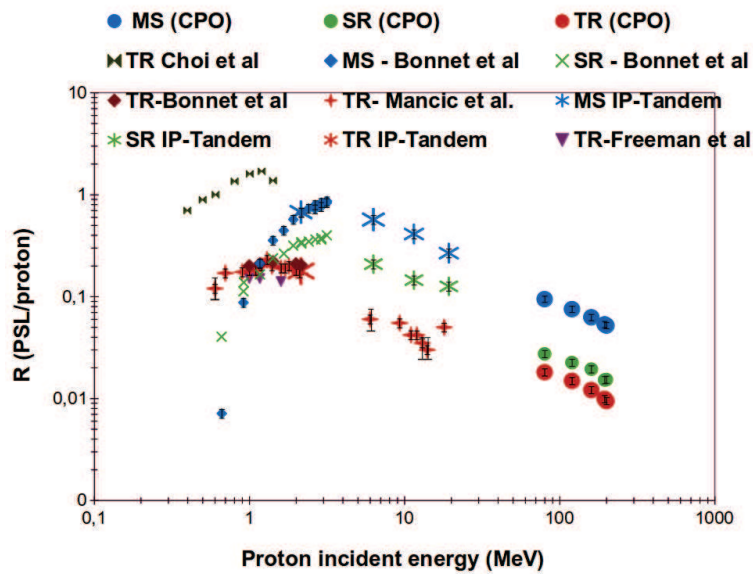 MS (CPO) SR (CPO) TR (CPO)
TR Choi et al MS - Bonnet et al SR - Bonnet et al
10
TR-Bonnet et al TR- Mancic et al. MS IP-Tandem
SR IP-Tandem TR IP-Tandem TR-Freeman et al
1
0,1
0,01
0
0,1 1 10 100 1000
R (PSL/proton)
Proton incident energy (MeV)